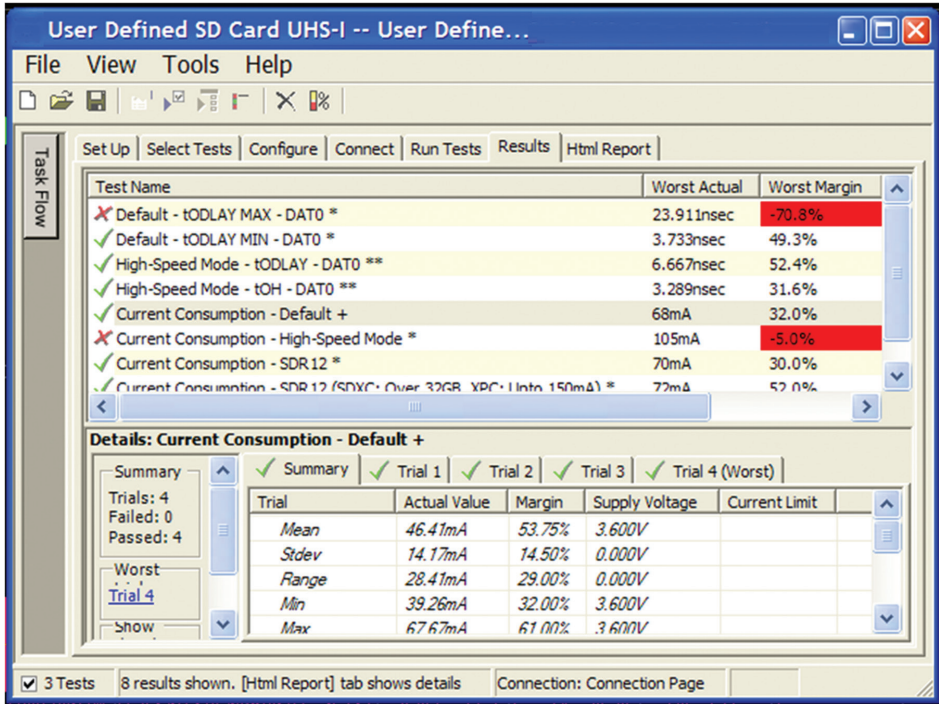 User Defined SD Card UHS-I -- User Define...
File View Tools Help
Task Flow
Set Up Select Tests Configure Connect Run Tests Results Html Report
Test Name Worst Actual Worst Margin
Default - tODLAY MAX - DAT0 * 23.911nsec -70.8%
Default - tODLAY MIN - DAT0 * 3.733nsec 49.3%
High-Speed Mode - tODLAY - DAT0 ** 6.667nsec 52.4%
High-Speed Mode - tOH - DAT0 ** 3.289nsec 31.6%
Current Consumption - Default + 68mA 32.0%
Current Consumption - High-Speed Mode * 105mA -5.0%
Current Consumption - SDR12 * 70mA 30.0%
Current Consumption - SDR12 (SDXC: Over 32GB, XPC: Upto 150mA) * 72mA 52.0%
Details: Current Consumption - Default +
Summary
Trials: 4
Failed: 0
Passed: 4
Worst
Trial 4
Show
Summary Trial 1 Trial 2 Trial 3 Trial 4 (Worst)
Trial Actual Value Margin Supply Voltage Current Limit
Mean 46.41mA 53.75% 3.600V
Stdev 14.17mA 14.50% 0.000V
Range 28.41mA 29.00% 0.000V
Min 39.26mA 32.00% 3.600V
Max 67.67mA 61.00% 3.600V
3 Tests 8 results shown. [Html Report] tab shows details Connection: Connection Page